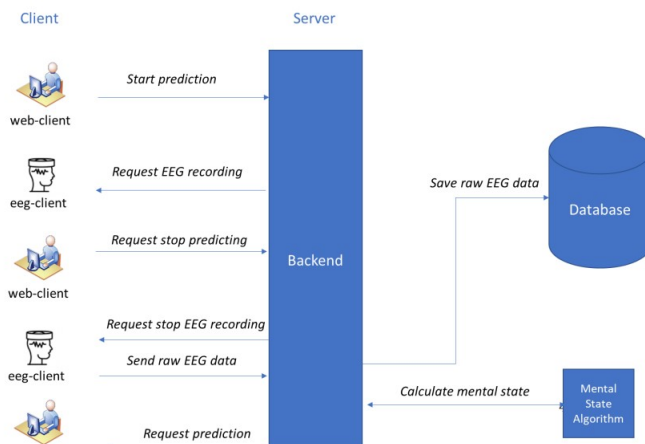 Client
Server
Start prediction
web-client
Request EEG recording
eeg-client
Save raw EEG data
Database
Request stop predicting
Backend
web-client
Request stop EEG recording
Send raw EEG data
eeg-client
Calculate mental state
Mental
State
Algorithm
Request prediction